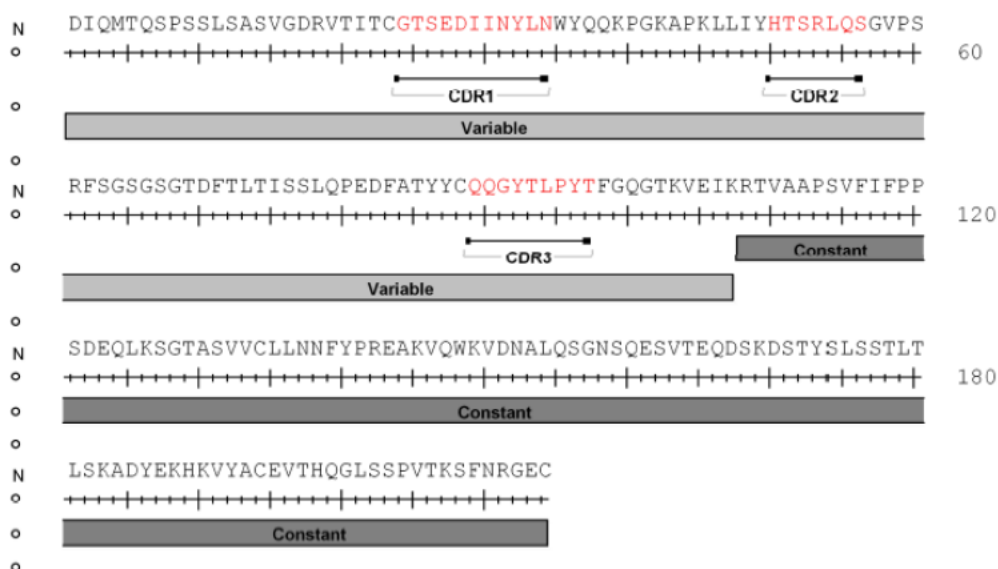 N DIQMTQSPSSLSASVGDRVTITCGTSEDIINYLNWYQQKPGKAPKLLIYHTSRLQSGVPS
o 60
CDR1 CDR2
o
Variable
o
N RFSGSGSGTDFTLTISSLQPEDFATYYCQQGYTLPYTFGQGTKVEIKRTVAAPSVFIFPP
o 120
CDR3 Constant
o
Variable
o
N SDEQLKSGTASVVCLLNNFYPREAKVQWKVDNALQSGNSQESVTEQDSKDSTYSLSSTLT
o 180
o Constant
o
N LSKADYEKHKVYACEVTHQGLSSPVTKSFNRGEC
o
o Constant
o